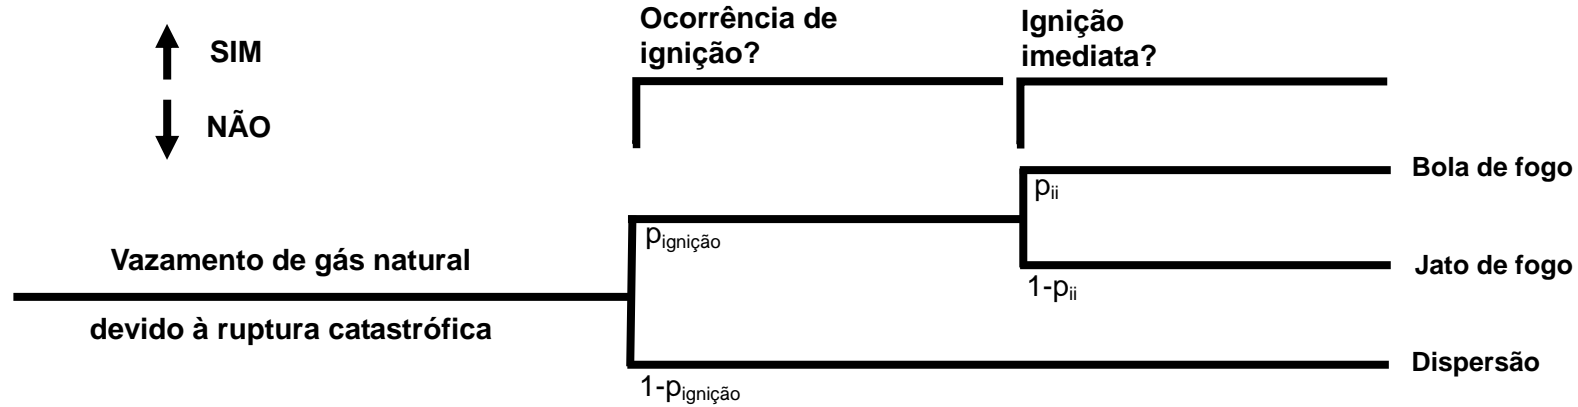 SIM
NÃO
Ocorrência de
ignição?
Ignição
imediata?
Vazamento de gás natural
devido à ruptura catastrófica
pignição
1-pignição
pii
1-pii
Bola de fogo
Jato de fogo
Dispersão